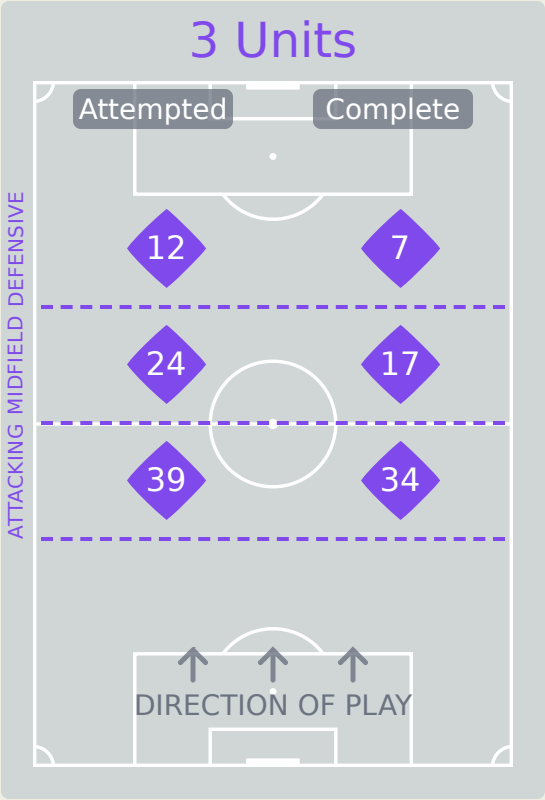 3 Units
Attempted Complete
ATTACKING MIDFIELD DEFENSIVE
12 7
24 17
39 34
DIRECTION OF PLAY